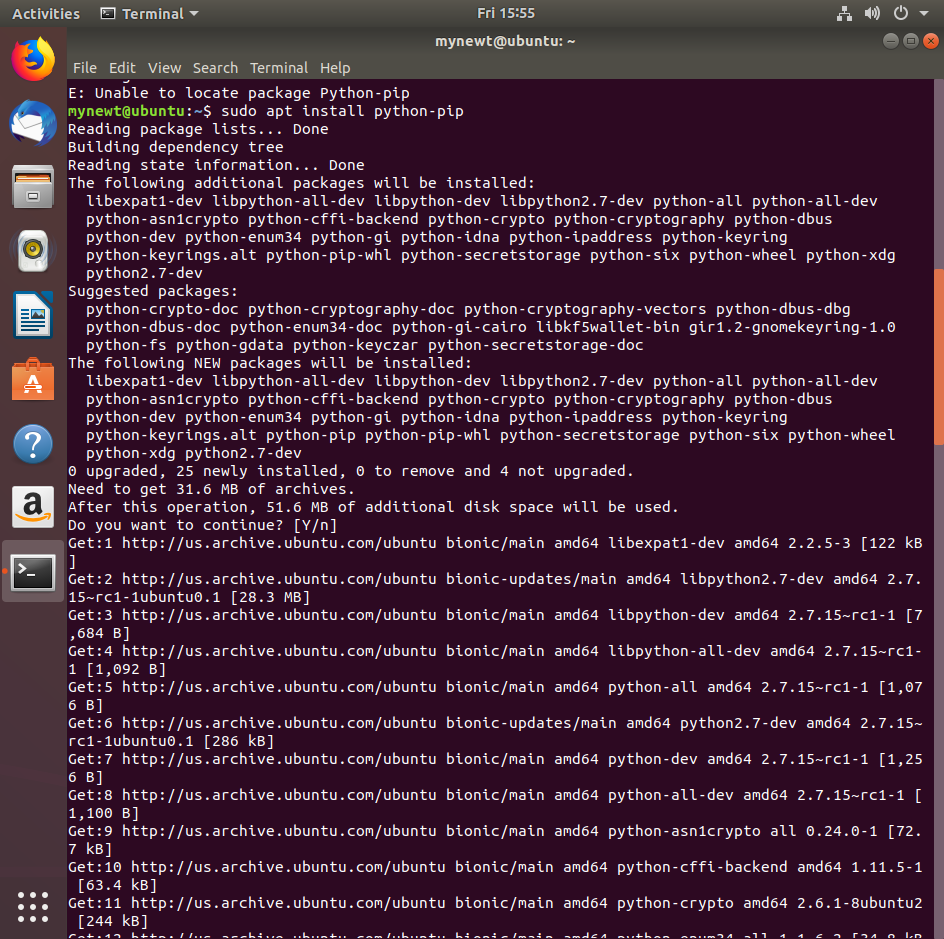 Activities Terminal Fri 15:55
mynewt@ubuntu: ~
File Edit View Search Terminal Help
E: Unable to locate package Python-pip
mynewt@ubuntu:~$ sudo apt install python-pip
Reading package lists... Done
Building dependency tree
Reading state information... Done
The following additional packages will be installed:
libexpat1-dev libpython-all-dev libpython-dev libpython2.7-dev python-all python-all-dev
python-asn1crypto python-cffi-backend python-crypto python-cryptography python-dbus
python-dev python-enum34 python-gi python-idna python-ipaddress python-keyring
python-keyrings.alt python-pip-whl python-secretstorage python-six python-wheel python-xdg
python2.7-dev
Suggested packages:
python-crypto-doc python-cryptography-doc python-cryptography-vectors python-dbus-dbg
python-dbus-doc python-enum34-doc python-gi-cairo libkf5wallet-bin gir1.2-gnomekeyring-1.0
python-fs python-gdata python-keyczar python-secretstorage-doc
The following NEW packages will be installed:
libexpat1-dev libpython-all-dev libpython-dev libpython2.7-dev python-all python-all-dev
python-asn1crypto python-cffi-backend python-crypto python-cryptography python-dbus
python-dev python-enum34 python-gi python-idna python-ipaddress python-keyring
python-keyrings.alt python-pip python-pip-whl python-secretstorage python-six python-wheel
python-xdg python2.7-dev
0 upgraded, 25 newly installed, 0 to remove and 4 not upgraded.
Need to get 31.6 MB of archives.
After this operation, 51.6 MB of additional disk space will be used.
Do you want to continue? [Y/n]
Get:1 http://us.archive.ubuntu.com/ubuntu bionic/main amd64 libexpat1-dev amd64 2.2.5-3 [122 kB
]
Get:2 http://us.archive.ubuntu.com/ubuntu bionic-updates/main amd64 libpython2.7-dev amd64 2.7.
15~rc1-1ubuntu0.1 [28.3 MB]
Get:3 http://us.archive.ubuntu.com/ubuntu bionic/main amd64 libpython-dev amd64 2.7.15~rc1-1 [7
,684 B]
Get:4 http://us.archive.ubuntu.com/ubuntu bionic/main amd64 libpython-all-dev amd64 2.7.15~rc1-
1 [1,092 B]
Get:5 http://us.archive.ubuntu.com/ubuntu bionic/main amd64 python-all amd64 2.7.15~rc1-1 [1,07
6 B]
Get:6 http://us.archive.ubuntu.com/ubuntu bionic-updates/main amd64 python2.7-dev amd64 2.7.15~
rc1-1ubuntu0.1 [286 kB]
Get:7 http://us.archive.ubuntu.com/ubuntu bionic/main amd64 python-dev amd64 2.7.15~rc1-1 [1,25
6 B]
Get:8 http://us.archive.ubuntu.com/ubuntu bionic/main amd64 python-all-dev amd64 2.7.15~rc1-1 [
1,100 B]
Get:9 http://us.archive.ubuntu.com/ubuntu bionic/main amd64 python-asn1crypto all 0.24.0-1 [72.
7 kB]
Get:10 http://us.archive.ubuntu.com/ubuntu bionic/main amd64 python-cffi-backend amd64 1.11.5-1
[63.4 kB]
Get:11 http://us.archive.ubuntu.com/ubuntu bionic/main amd64 python-crypto amd64 2.6.1-8ubuntu2
[244 kB]
Get:12 http://us.archive.ubuntu.com/ubuntu bionic/main amd64 python-enum34 all 1.1.6-2 [34.8 kB